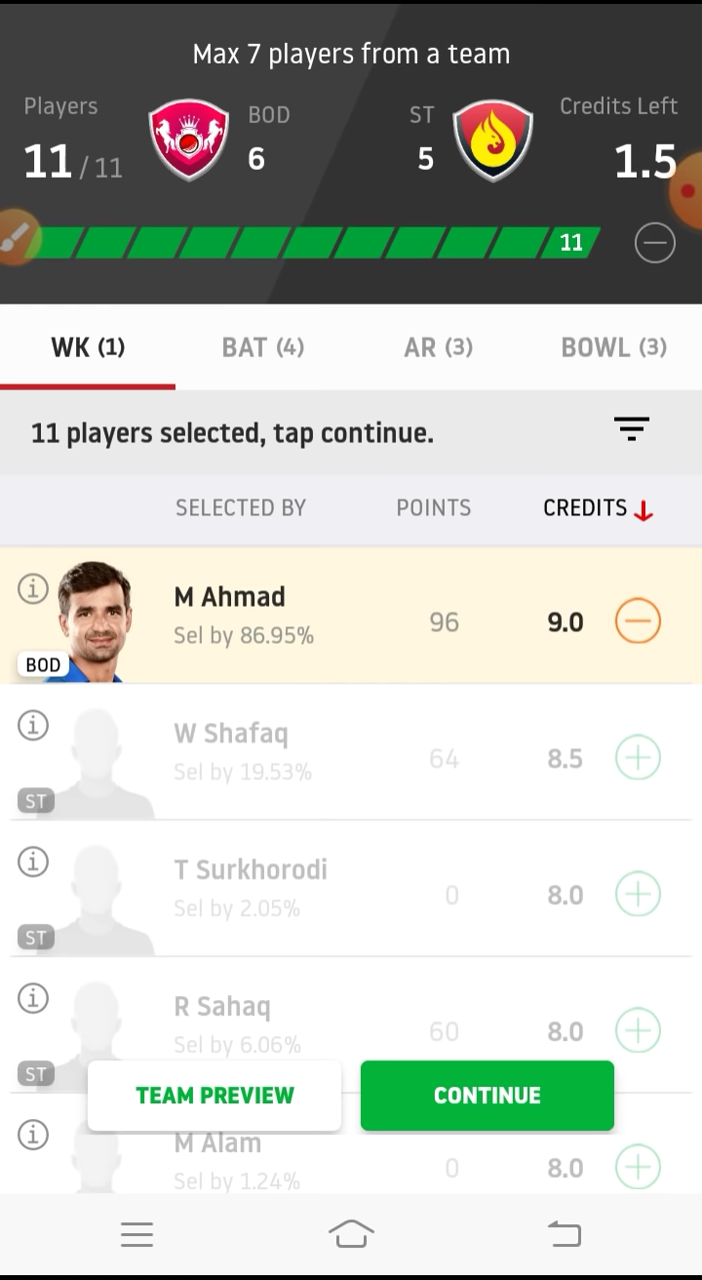 Max 7 players from a team
Players
BOD
ST
Credits Left
11 / 11
6
5
1.5
11
WK (1)
BAT (4)
AR (3)
BOWL (3)
11 players selected, tap continue.
SELECTED BY
POINTS
CREDITS
M Ahmad
Sel by 86.95%
96
9.0
BOD
W Shafaq
Sel by 19.53%
64
8.5
ST
T Surkhorodi
Sel by 2.05%
0
8.0
ST
R Sahaq
Sel by 6.06%
60
8.0
ST
TEAM PREVIEW
CONTINUE
M Alam
Sel by 1.24%
0
8.0